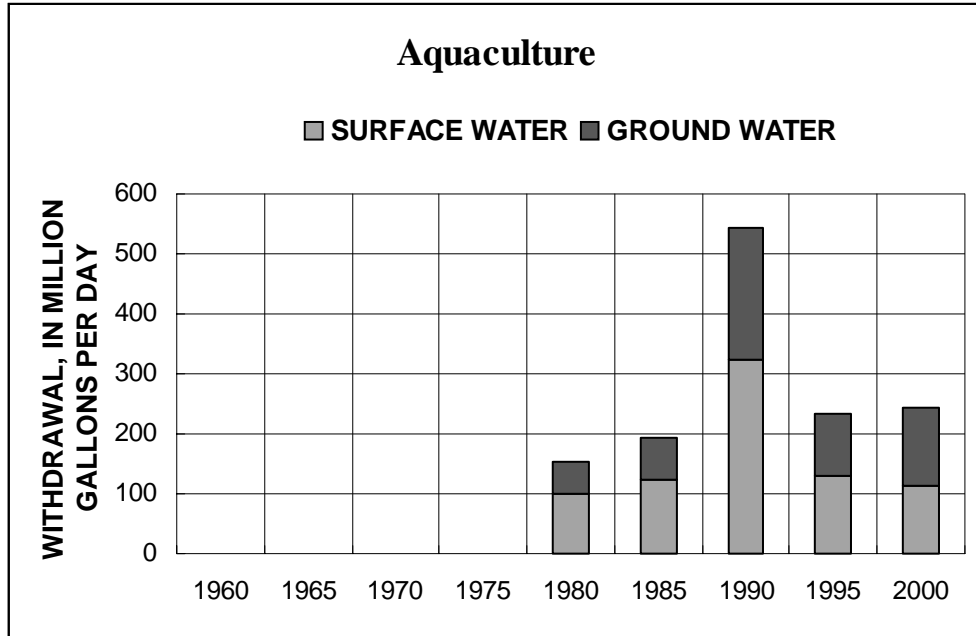 Aquaculture
SURFACE WATER GROUND WATER
WITHDRAWAL, IN MILLION
GALLONS PER DAY
600
500
400
300
200
100
0
1960 1965 1970 1975 1980 1985 1990 1995 2000